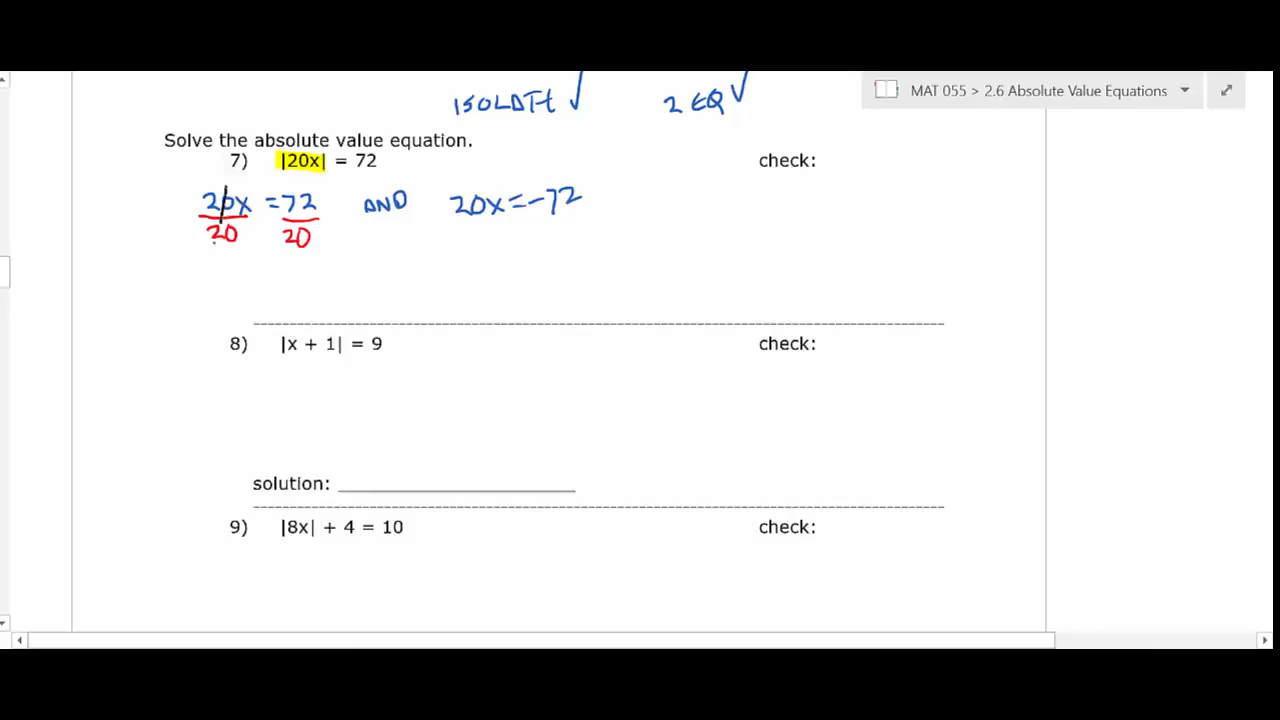 ISOLATE √ 2 EQ √
MAT 055 > 2.6 Absolute Value Equations
Solve the absolute value equation.
7) |20x| = 72 check:
20x = 72 AND 20x = -72
20 20
8) |x + 1| = 9 check:
solution: ____________________
9) |8x| + 4 = 10 check: